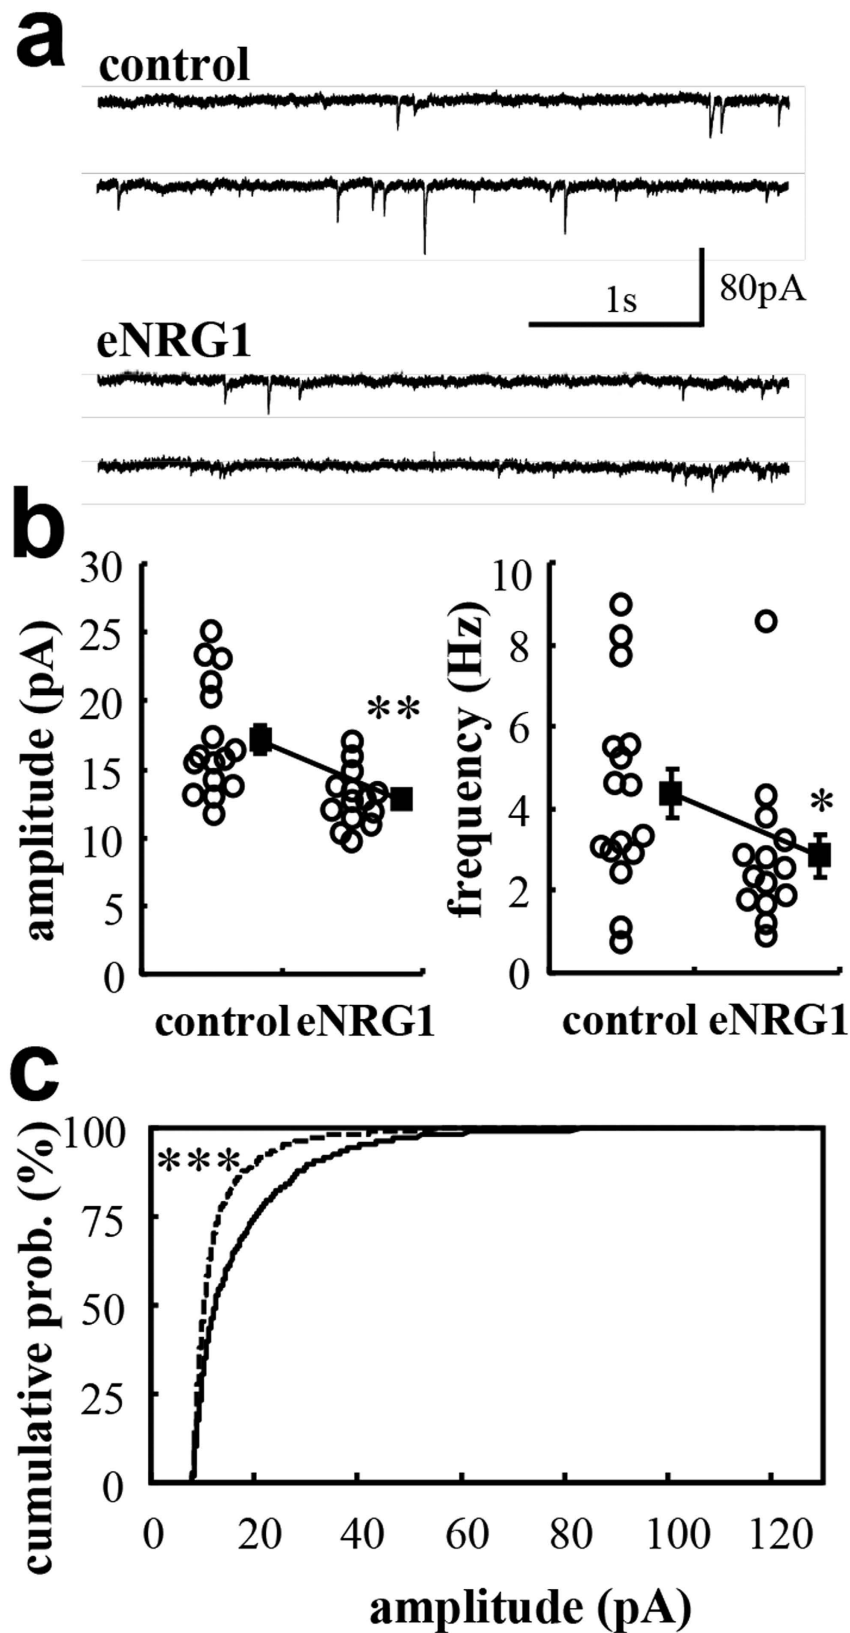 a
control
1s
80pA
eNRG1
b
amplitude (pA)
30
25
20
15
10
5
0
**
control eNRG1
frequency (Hz)
10
8
6
4
2
0
*
control eNRG1
c
cumulative prob. (%)
100
75
50
25
0
***
0 20 40 60 80 100 120
amplitude (pA)